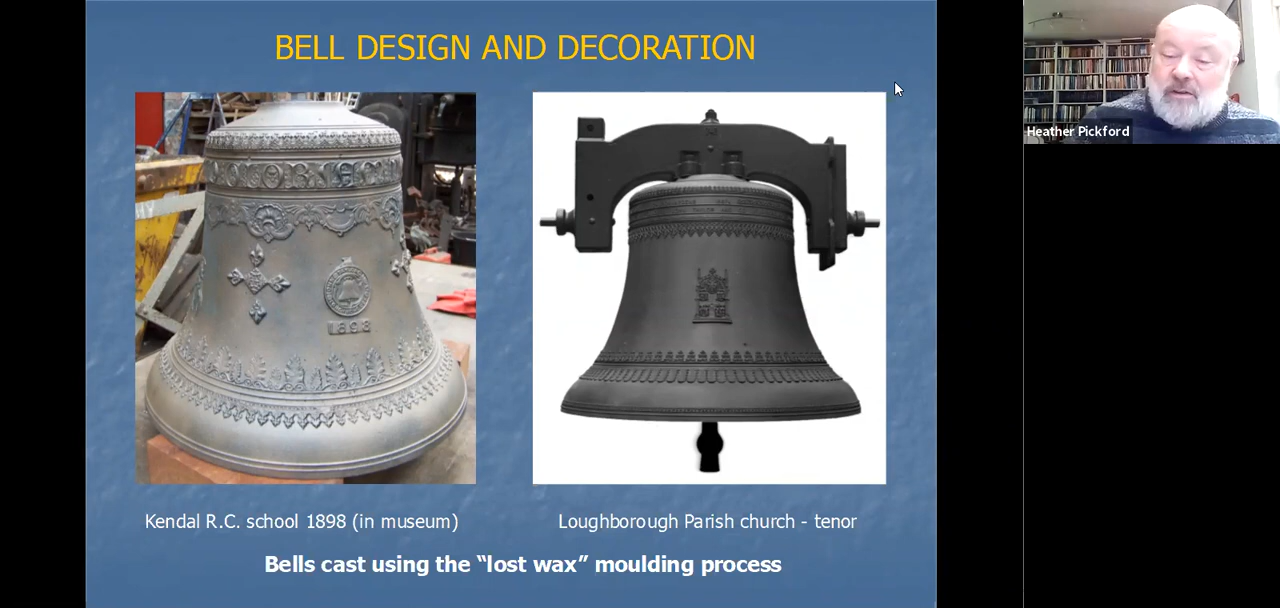 BELL DESIGN AND DECORATION
Heather Pickford
1898
Kendal R.C. school 1898 (in museum)
Loughborough Parish church - tenor
Bells cast using the “lost wax” moulding process